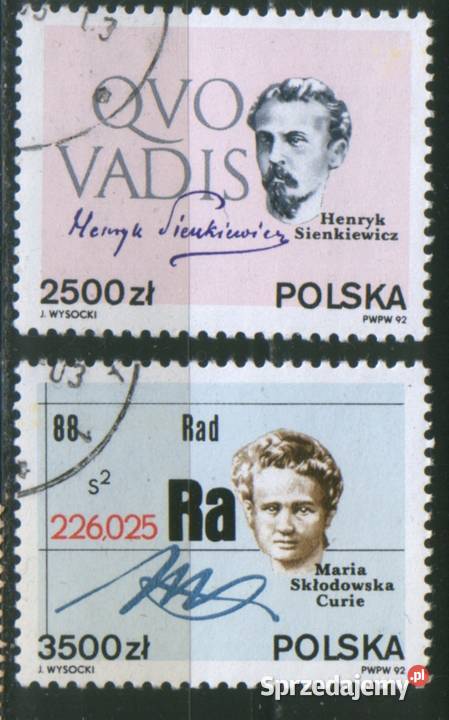 QVO
VADIS
Henryk Sienkiewicz
Henryk
Sienkiewicz
2500 zł POLSKA
J. WYSOCKI PWPW 92
88 Rad
s2
226,025 Ra
Maria
Skłodowska
Curie
3500 zł POLSKA
J. WYSOCKI PWPW 92
Sprzedajemy.pl